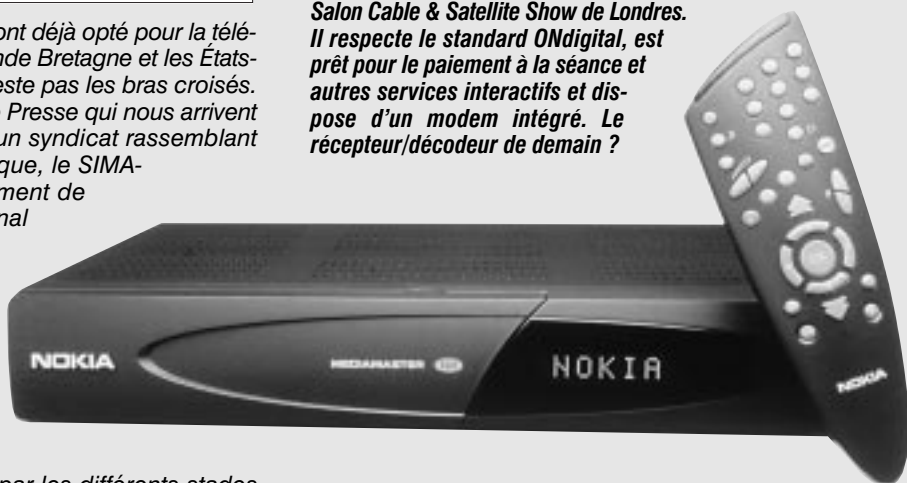 ont déjà opté pour la télé-
nde Bretagne et les États-
este pas les bras croisés.
Presse qui nous arrivent
un syndicat rassemblant
que, le SIMA-
ment de
nal
Salon Cable & Satellite Show de Londres.
Il respecte le standard ONdigital, est
prêt pour le paiement à la séance et
autres services interactifs et dis-
pose d'un modem intégré. Le
récepteur/décodeur de demain ?
NOKIA
MEDIAMASTER
NOKIA
NOKIA
par les différents stades